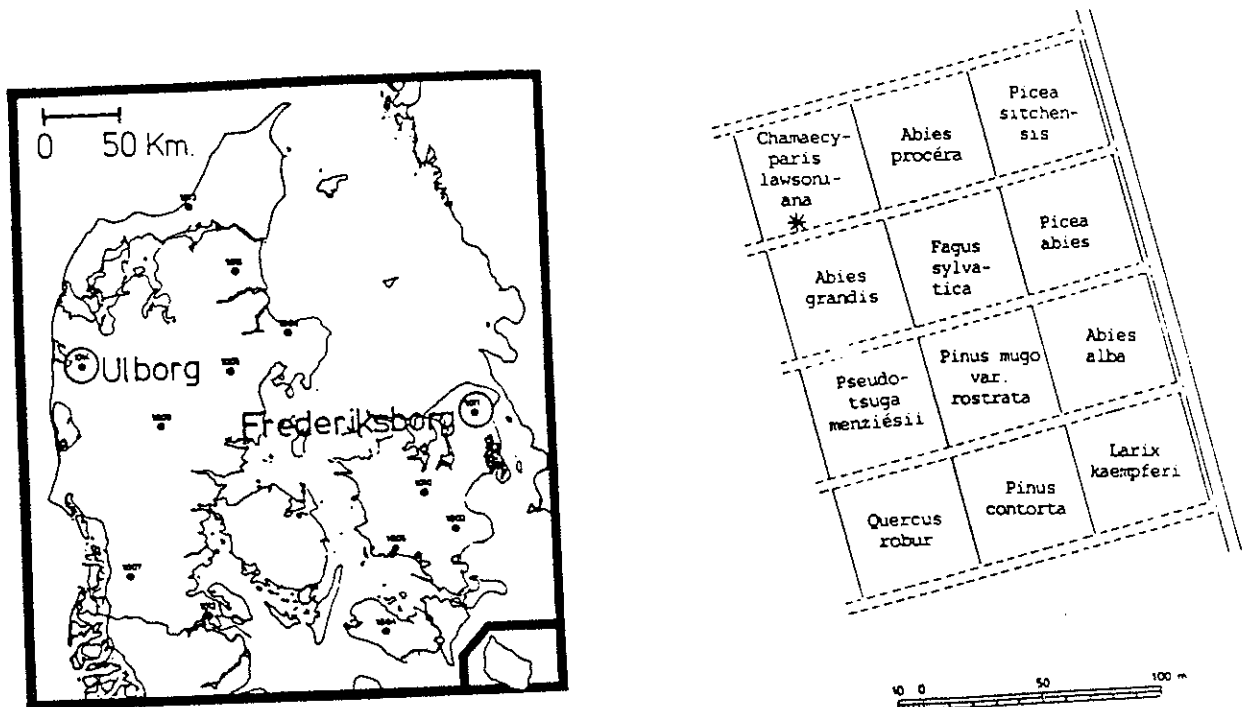 0 50 Km.
Ulborg
Frederiksborg
1607
Chamaecy-
paris
lawsoni-
ana
*
Abies
procéra
Picea
sitchen-
sis
Abies
grandis
Fagus
sylva-
tica
Picea
abies
Pseudo-
tsuga
menziésii
Pinus mugo
var.
rostrata
Abies
alba
Quercus
robur
Pinus
contorta
Larix
kaempferi
10 0 50 100 m